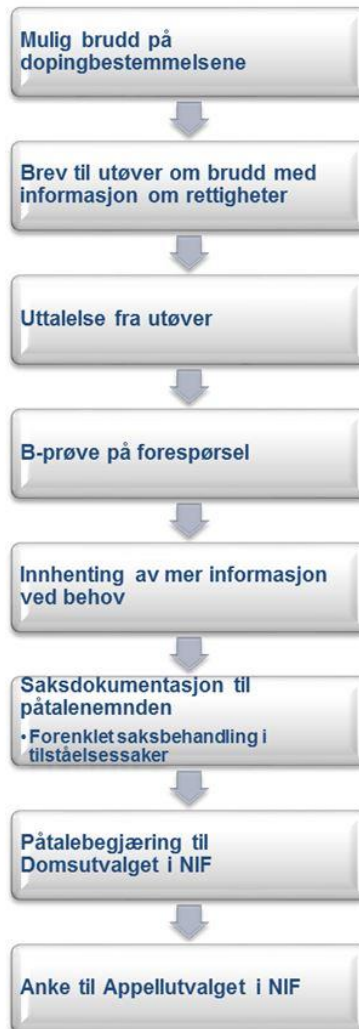 Mulig brudd på
dopingbestemmelsene
Brev til utøver om brudd med
informasjon om rettigheter
Uttalelse fra utøver
B-prøve på forespørsel
Innhenting av mer informasjon
ved behov
Saksdokumentasjon til
påtalenemnden
•Forenklet saksbehandling i
tilståelsessaker
Påtalebegjæring til
Domsutvalget i NIF
Anke til Appellutvalget i NIF